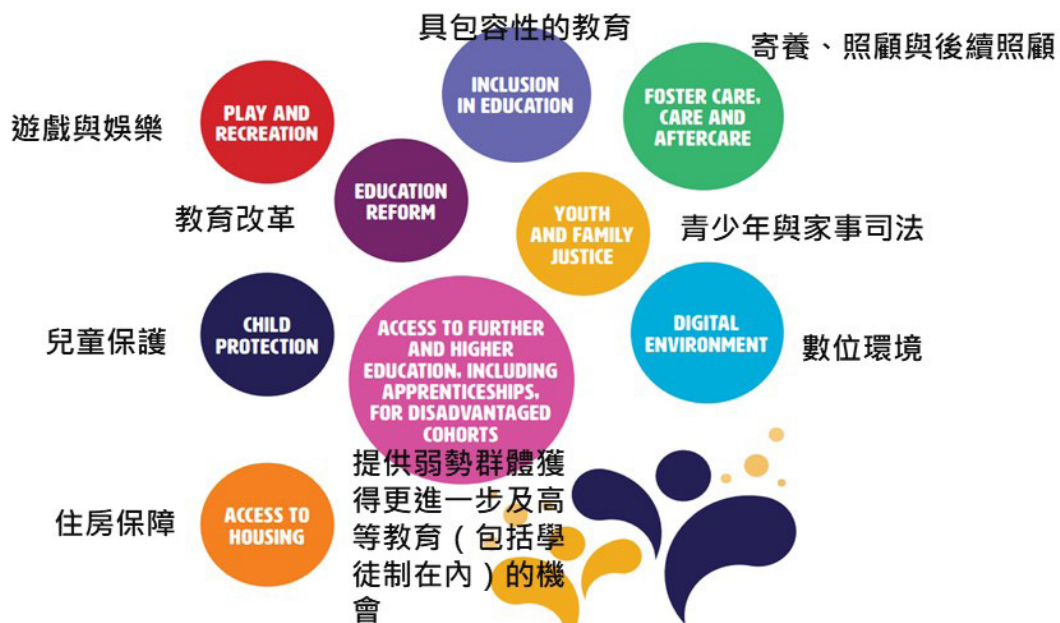 具包容性的教育
INCLUSION
IN EDUCATION
寄養、照顧與後續照顧
FOSTER CARE,
CARE AND
AFTERCARE
遊戲與娛樂
PLAY AND
RECREATION
教育改革
EDUCATION
REFORM
YOUTH
AND FAMILY
JUSTICE
青少年與家事司法
兒童保護
CHILD
PROTECTION
ACCESS TO FURTHER
AND HIGHER
EDUCATION, INCLUDING
APPRENTICESHIPS,
FOR DISADVANTAGED
COHORTS
DIGITAL
ENVIRONMENT
數位環境
住房保障
ACCESS TO
HOUSING
提供弱勢群體獲
得更進一步及高
等教育（包括學
徒制在內）的機
會